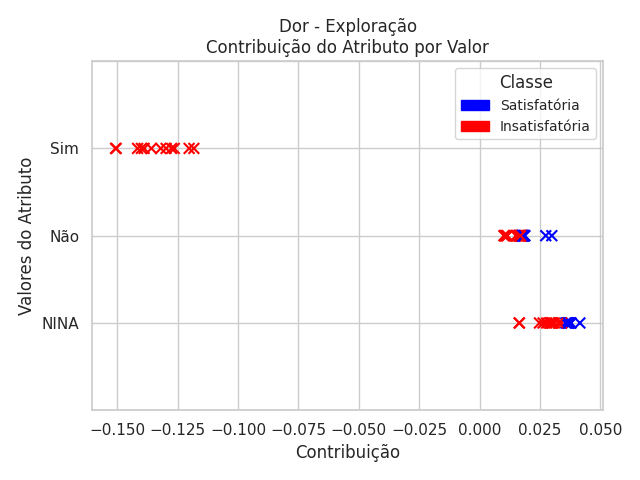 Dor - Exploração
Contribuição do Atributo por Valor
Classe
Satisfatória
Insatisfatória
Valores do Atributo
Sim
Não
NINA
−0.150 −0.125 −0.100 −0.075 −0.050 −0.025 0.000 0.025 0.050
Contribuição